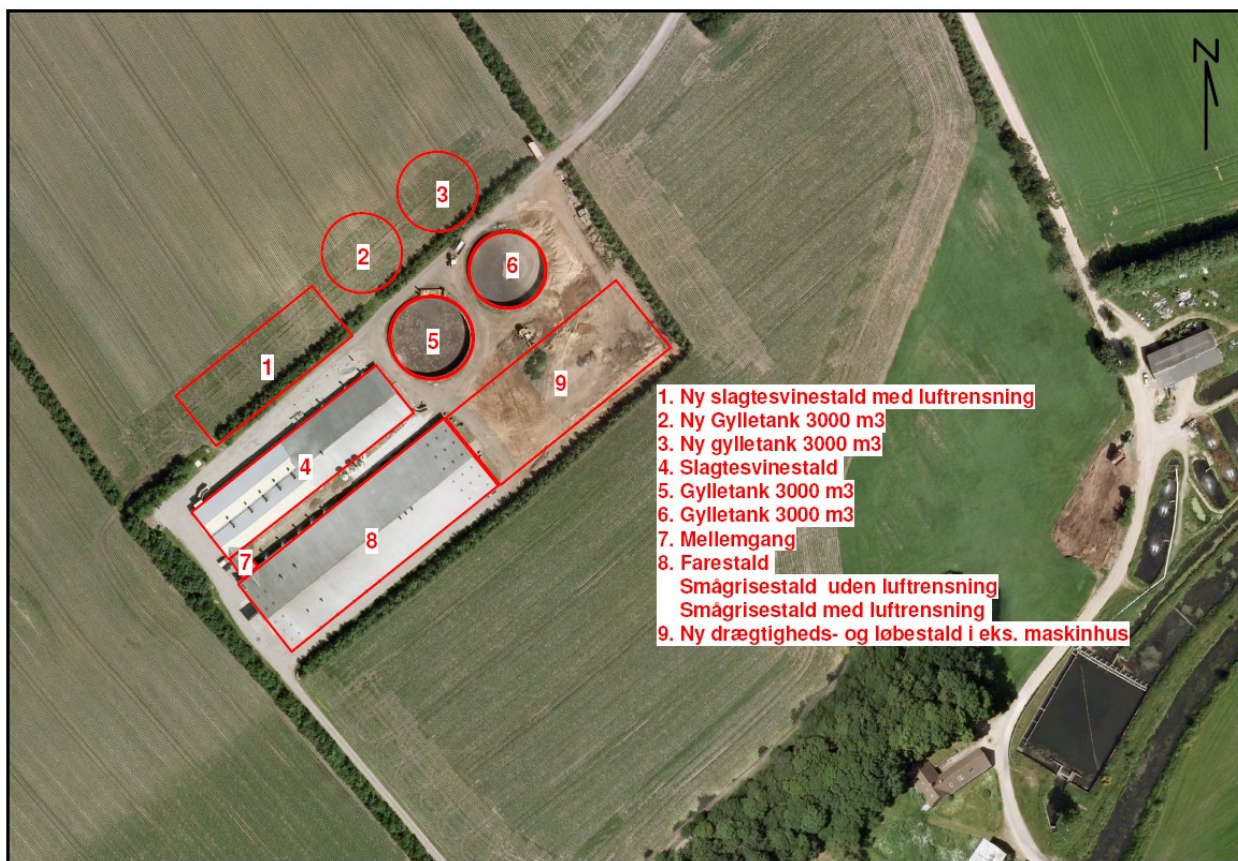 N
3
2
6
5
1
9
4
8
7
1. Ny slagtesvinestald med luftrensning
2. Ny Gylletank 3000 m3
3. Ny gylletank 3000 m3
4. Slagtesvinestald
5. Gylletank 3000 m3
6. Gylletank 3000 m3
7. Mellemgang
8. Farestald
Smågrisestald uden luftrensning
Smågrisestald med luftrensning
9. Ny drægtigheds- og løbestald i eks. maskinhus